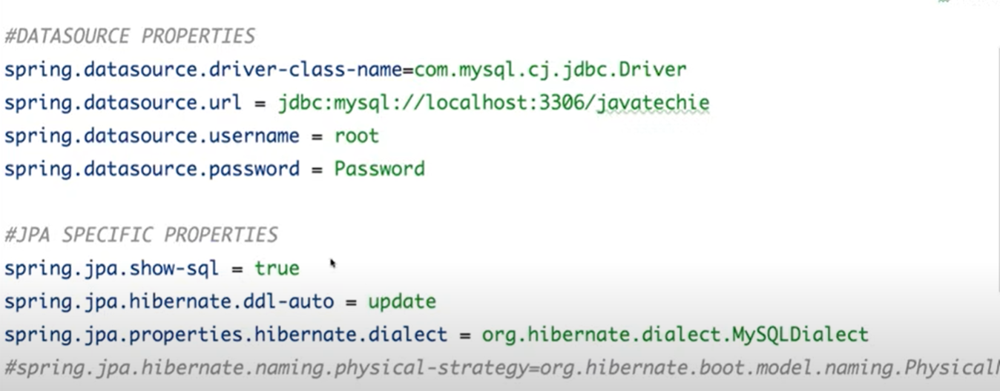 #DATASOURCE PROPERTIES
spring.datasource.driver-class-name=com.mysql.cj.jdbc.Driver
spring.datasource.url = jdbc:mysql://localhost:3306/javatechie
spring.datasource.username = root
spring.datasource.password = Password
#JPA SPECIFIC PROPERTIES
spring.jpa.show-sql = true
spring.jpa.hibernate.ddl-auto = update
spring.jpa.properties.hibernate.dialect = org.hibernate.dialect.MySQLDialect
#spring.jpa.hibernate.naming.physical-strategy=org.hibernate.boot.model.naming.Physical